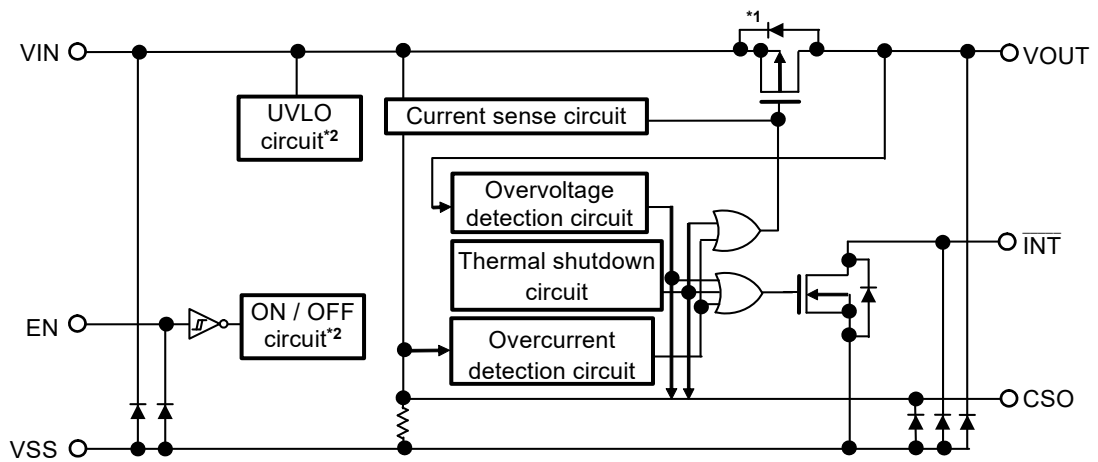 *1
VIN
VOUT
UVLO
circuit*2
Current sense circuit
Overvoltage
detection circuit
INT
Thermal shutdown
circuit
EN
ON / OFF
circuit*2
Overcurrent
detection circuit
CSO
VSS